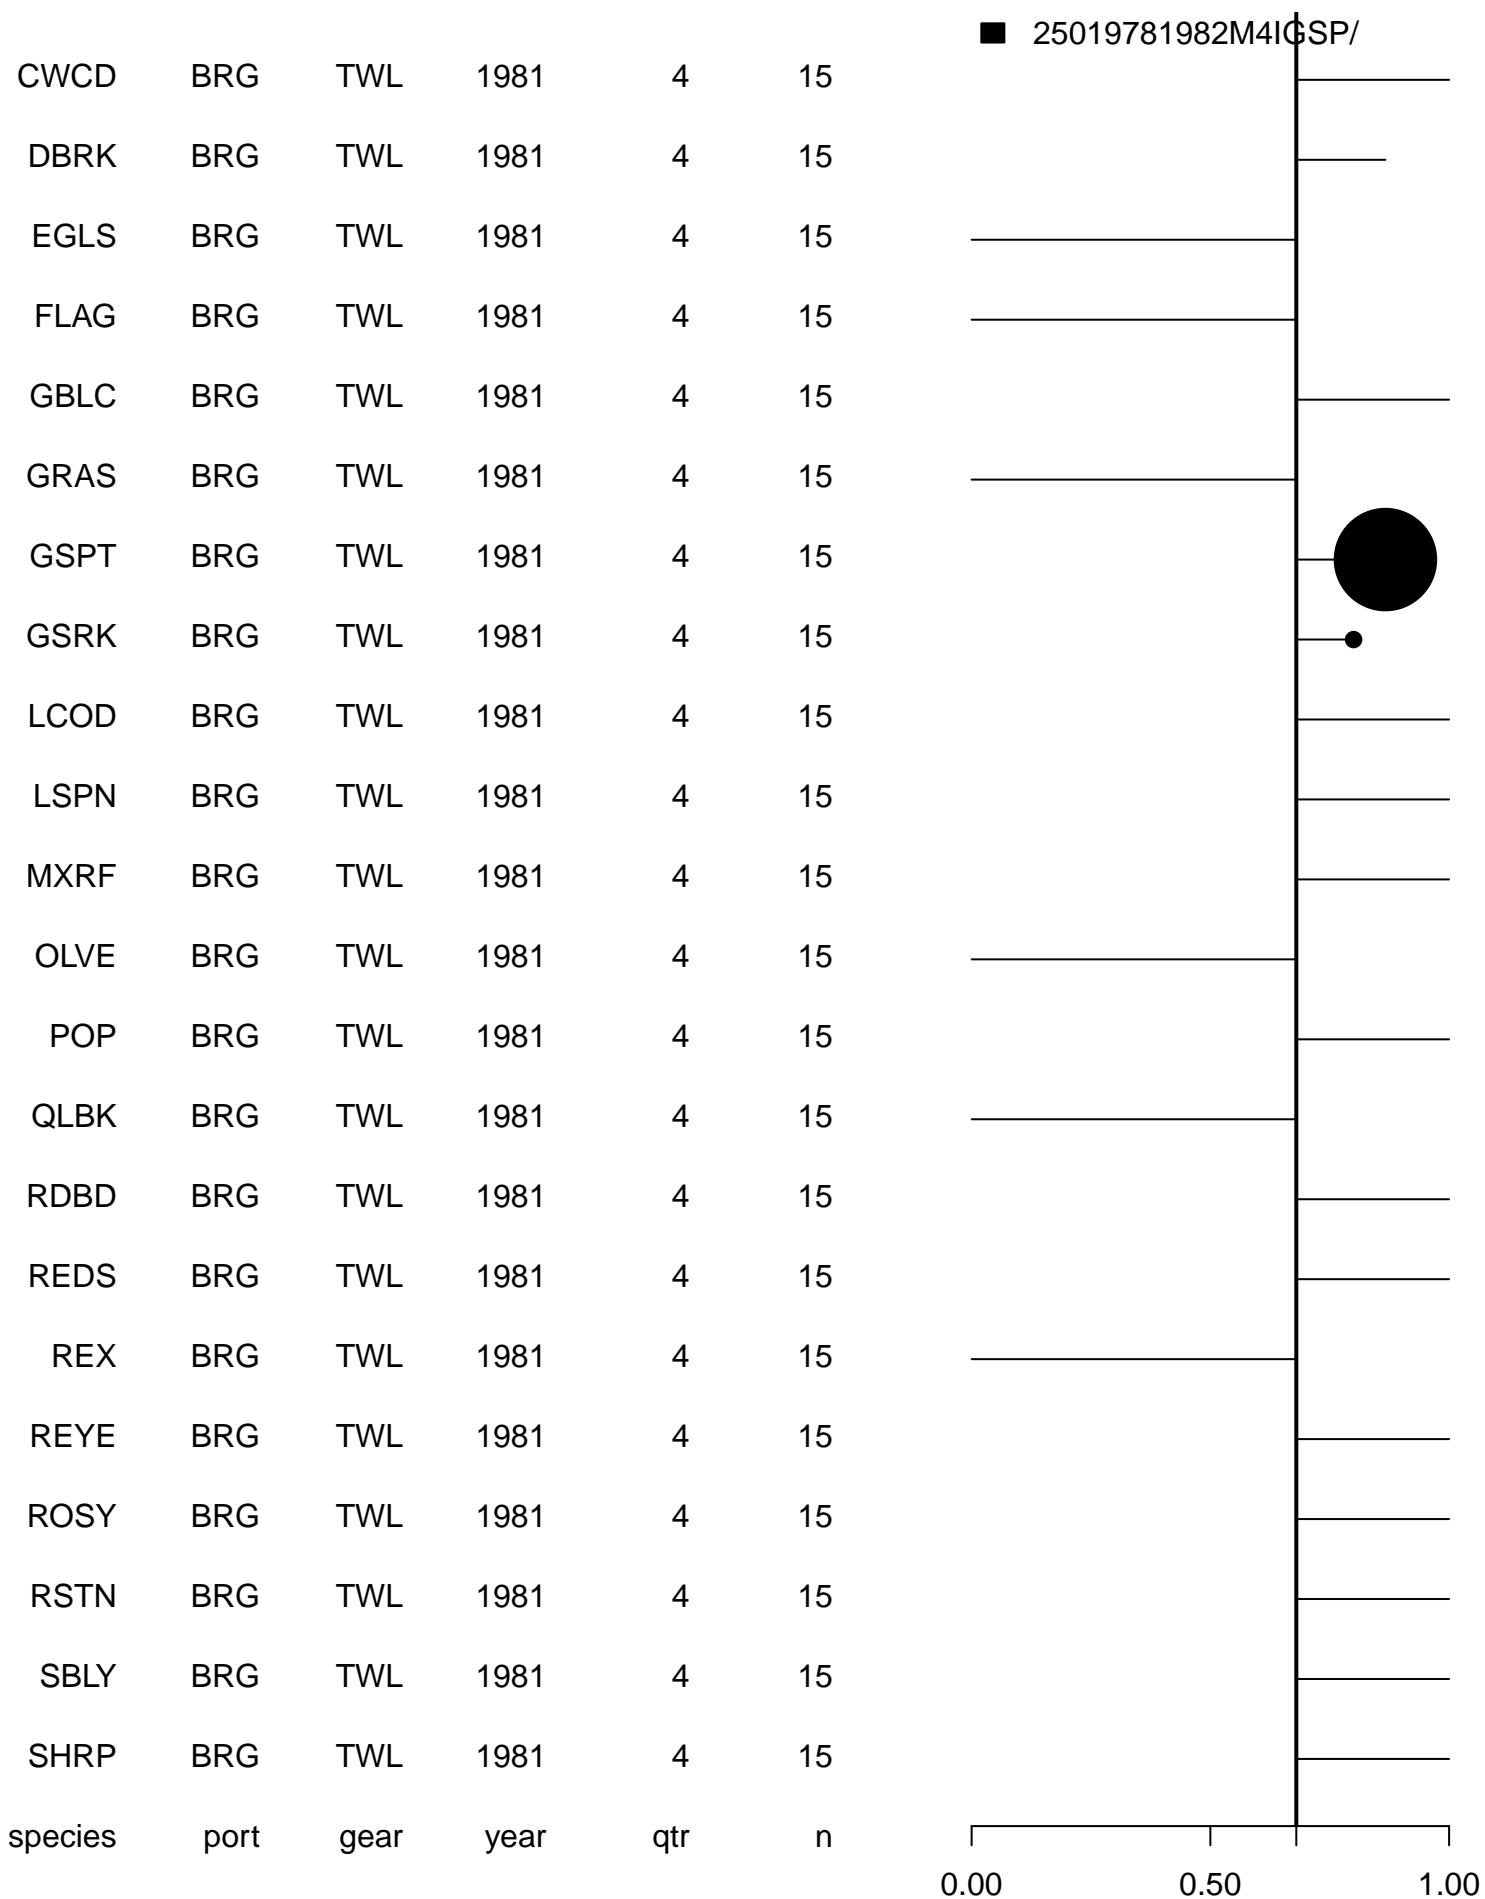 25019781982M4IGSP/
CWCD BRG TWL 1981 4 15
DBRK BRG TWL 1981 4 15
EGLS BRG TWL 1981 4 15
FLAG BRG TWL 1981 4 15
GBLC BRG TWL 1981 4 15
GRAS BRG TWL 1981 4 15
GSPT BRG TWL 1981 4 15
GSRK BRG TWL 1981 4 15
LCOD BRG TWL 1981 4 15
LSPN BRG TWL 1981 4 15
MXRF BRG TWL 1981 4 15
OLVE BRG TWL 1981 4 15
POP BRG TWL 1981 4 15
QLBK BRG TWL 1981 4 15
RDBD BRG TWL 1981 4 15
REDS BRG TWL 1981 4 15
REX BRG TWL 1981 4 15
REYE BRG TWL 1981 4 15
ROSY BRG TWL 1981 4 15
RSTN BRG TWL 1981 4 15
SBLY BRG TWL 1981 4 15
SHRP BRG TWL 1981 4 15
species port gear year qtr n
0.00 0.50 1.00